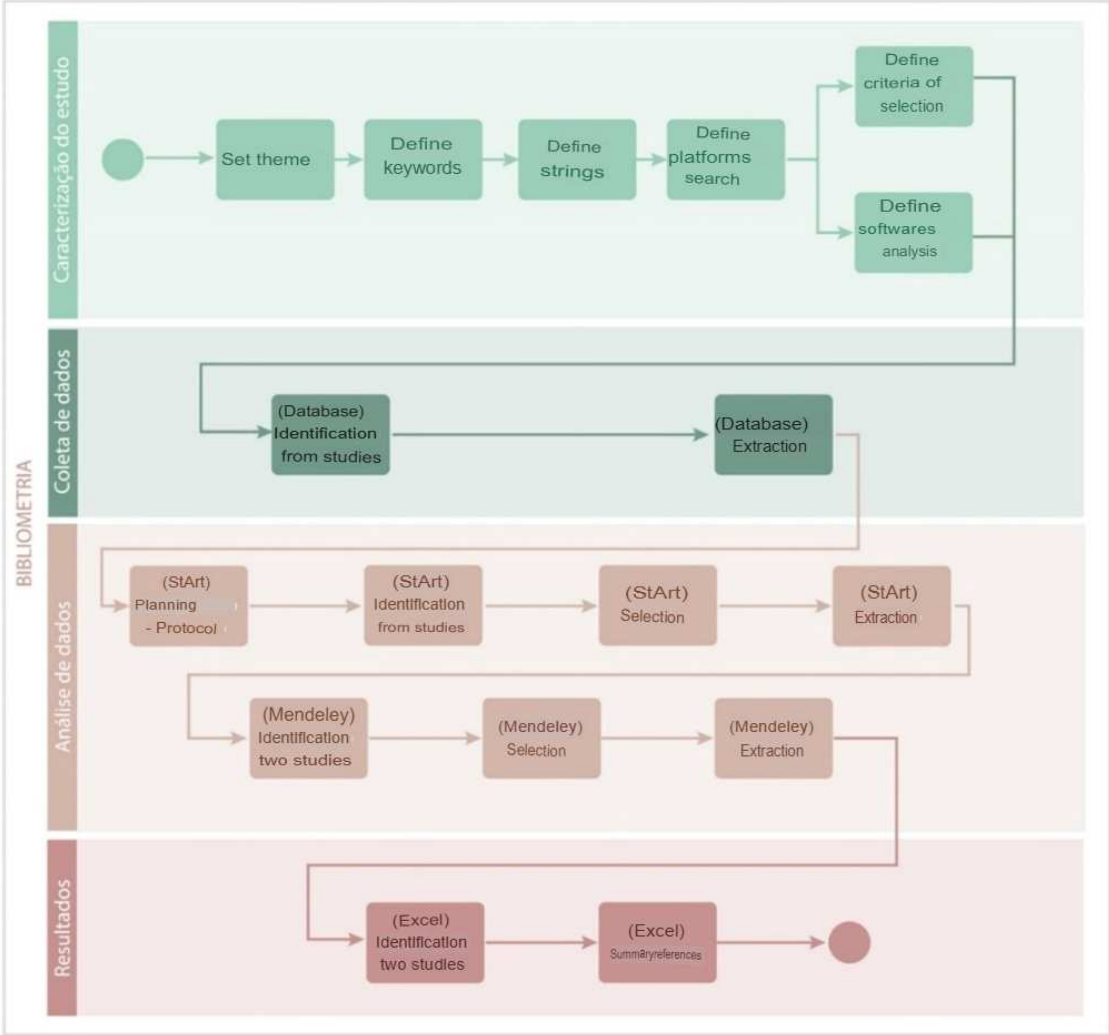 BIBLIOMETRIA
Caracterização do estudo
Set theme
Define
keywords
Define
strings
Define
platforms
search
Define
criteria of
selection
Define
softwares
analysis
Coleta de dados
(Database)
Identification
from studies
(Database)
Extraction
Análise de dados
(StArt)
Planning
- Protocol
(StArt)
Identification
from studies
(StArt)
Selection
(StArt)
Extraction
(Mendeley)
Identification
two studies
(Mendeley)
Selection
(Mendeley)
Extraction
Resultados
(Excel)
Identification
two studies
(Excel)
Summaryreferences